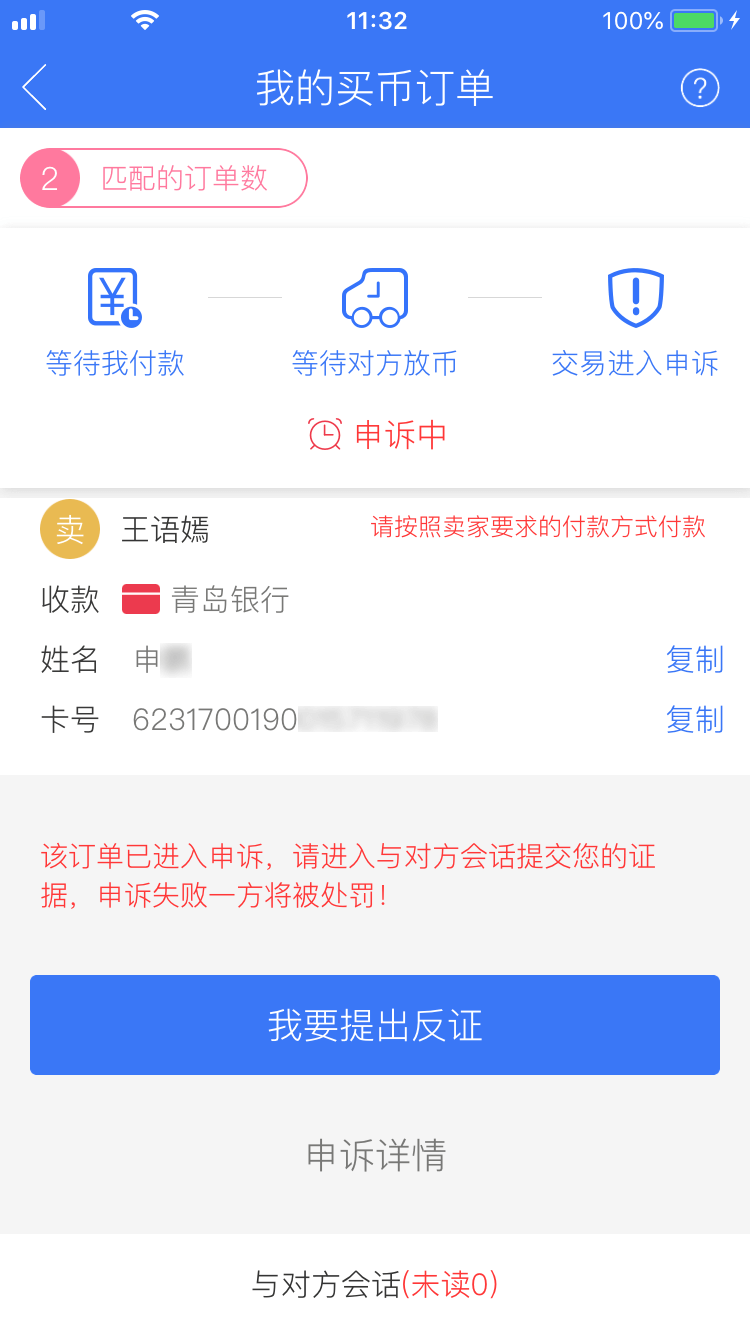 11:32
100%
我的买币订单
?
2 匹配的订单数
等待我付款 等待对方放币 交易进入申诉
申诉中
卖 王语嫣 请按照卖家要求的付款方式付款
收款 青岛银行
姓名 申 复制
卡号 6231700190 复制
该订单已进入申诉，请进入与对方会话提交您的证
据，申诉失败一方将被处罚！
我要提出反证
申诉详情
与对方会话(未读0)